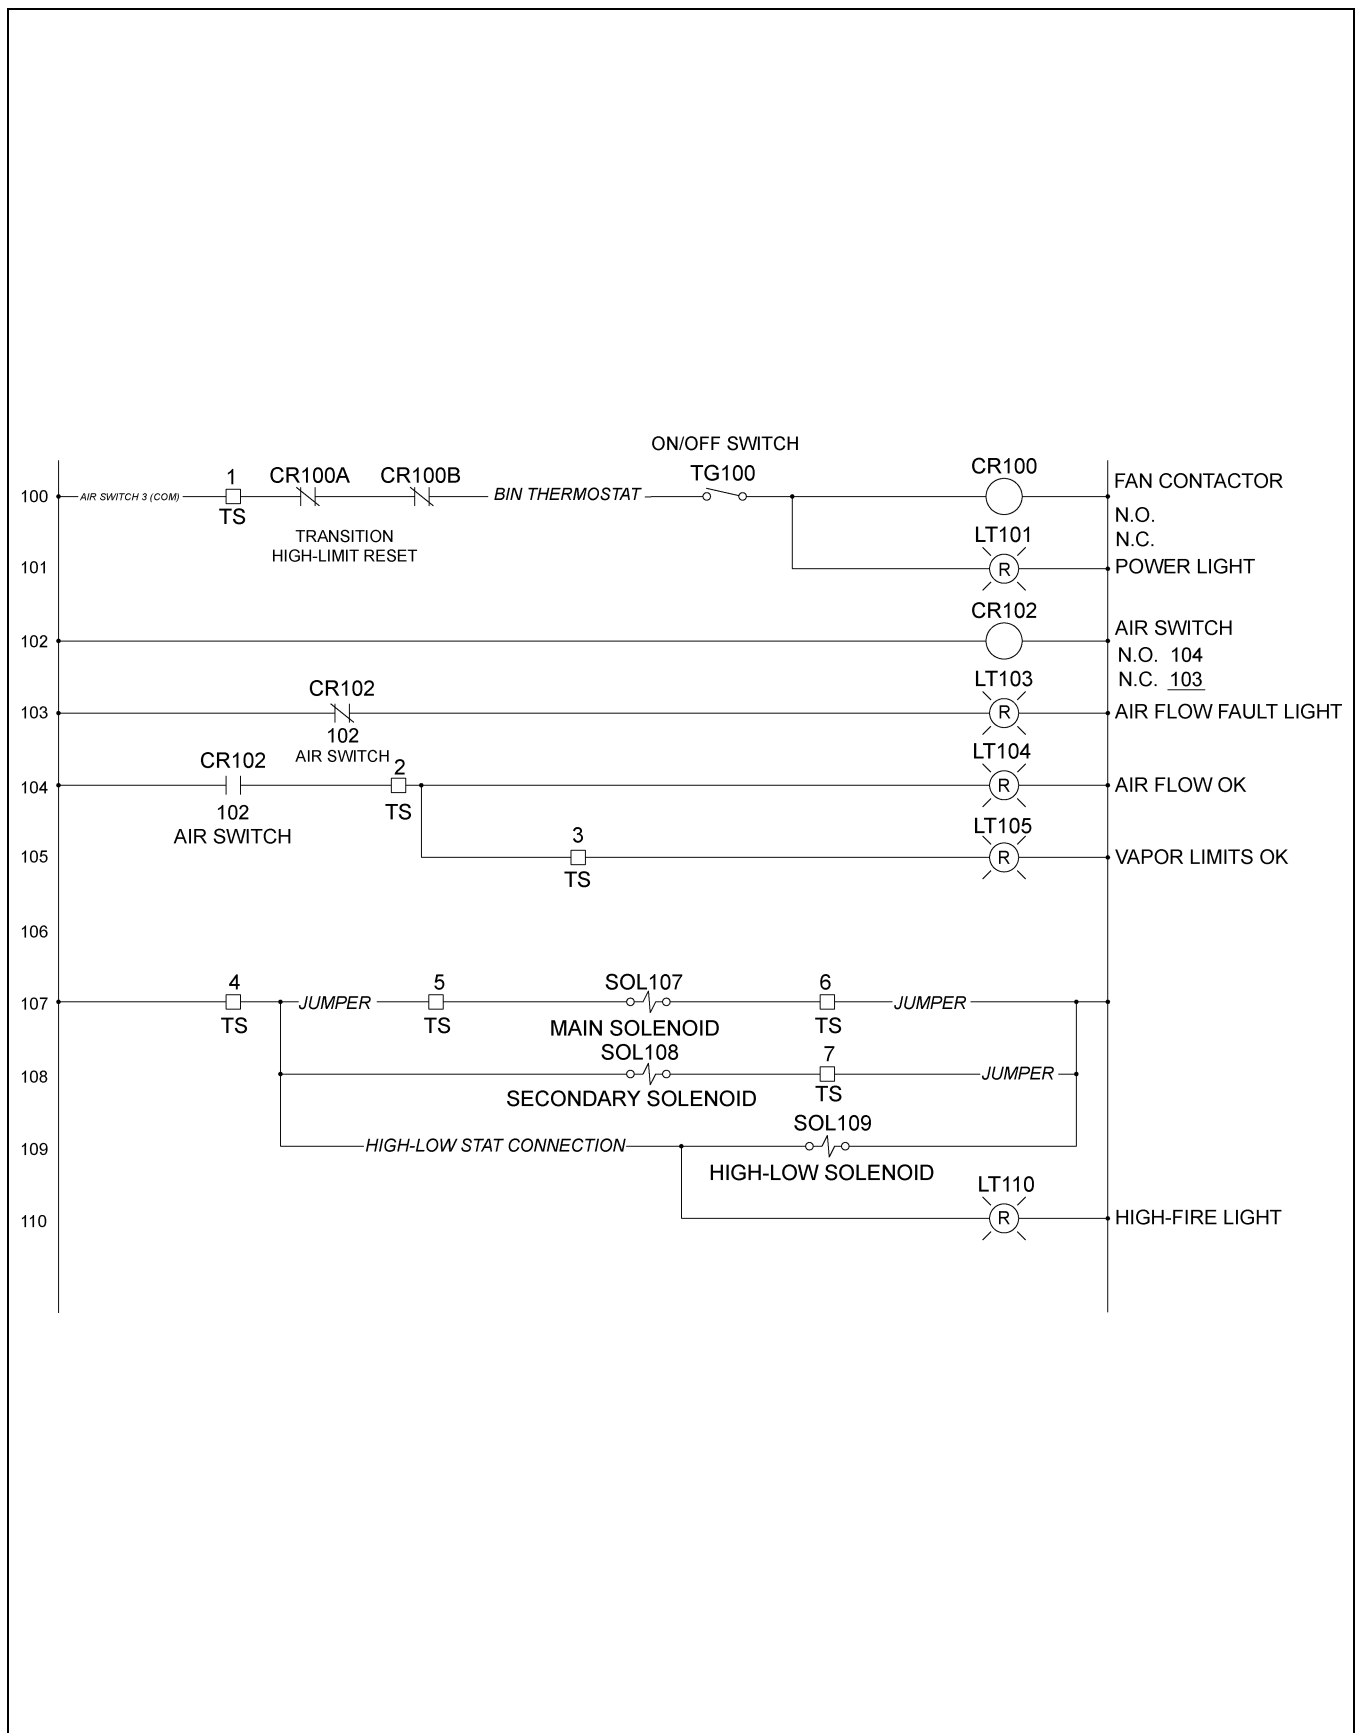 ON/OFF SWITCH
1 CR100A CR100B TG100 CR100
FAN CONTACTOR
100 AIR SWITCH 3 (COM) BIN THERMOSTAT
TS
N.O.
TRANSITION LT101
N.C.
HIGH-LIMIT RESET
101 R POWER LIGHT
CR102
AIR SWITCH
102
N.O. 104
CR102 LT103
N.C. 103
103 R AIR FLOW FAULT LIGHT
102
AIR SWITCH
CR102 2 LT104
104 R AIR FLOW OK
102 TS
AIR SWITCH
3 LT105
105 R VAPOR LIMITS OK
TS
106
4 5 SOL107 6
107 JUMPER JUMPER
TS TS MAIN SOLENOID TS
SOL108 7
108 JUMPER
SECONDARY SOLENOID TS
SOL109
109 HIGH-LOW STAT CONNECTION
HIGH-LOW SOLENOID
LT110
110 R HIGH-FIRE LIGHT